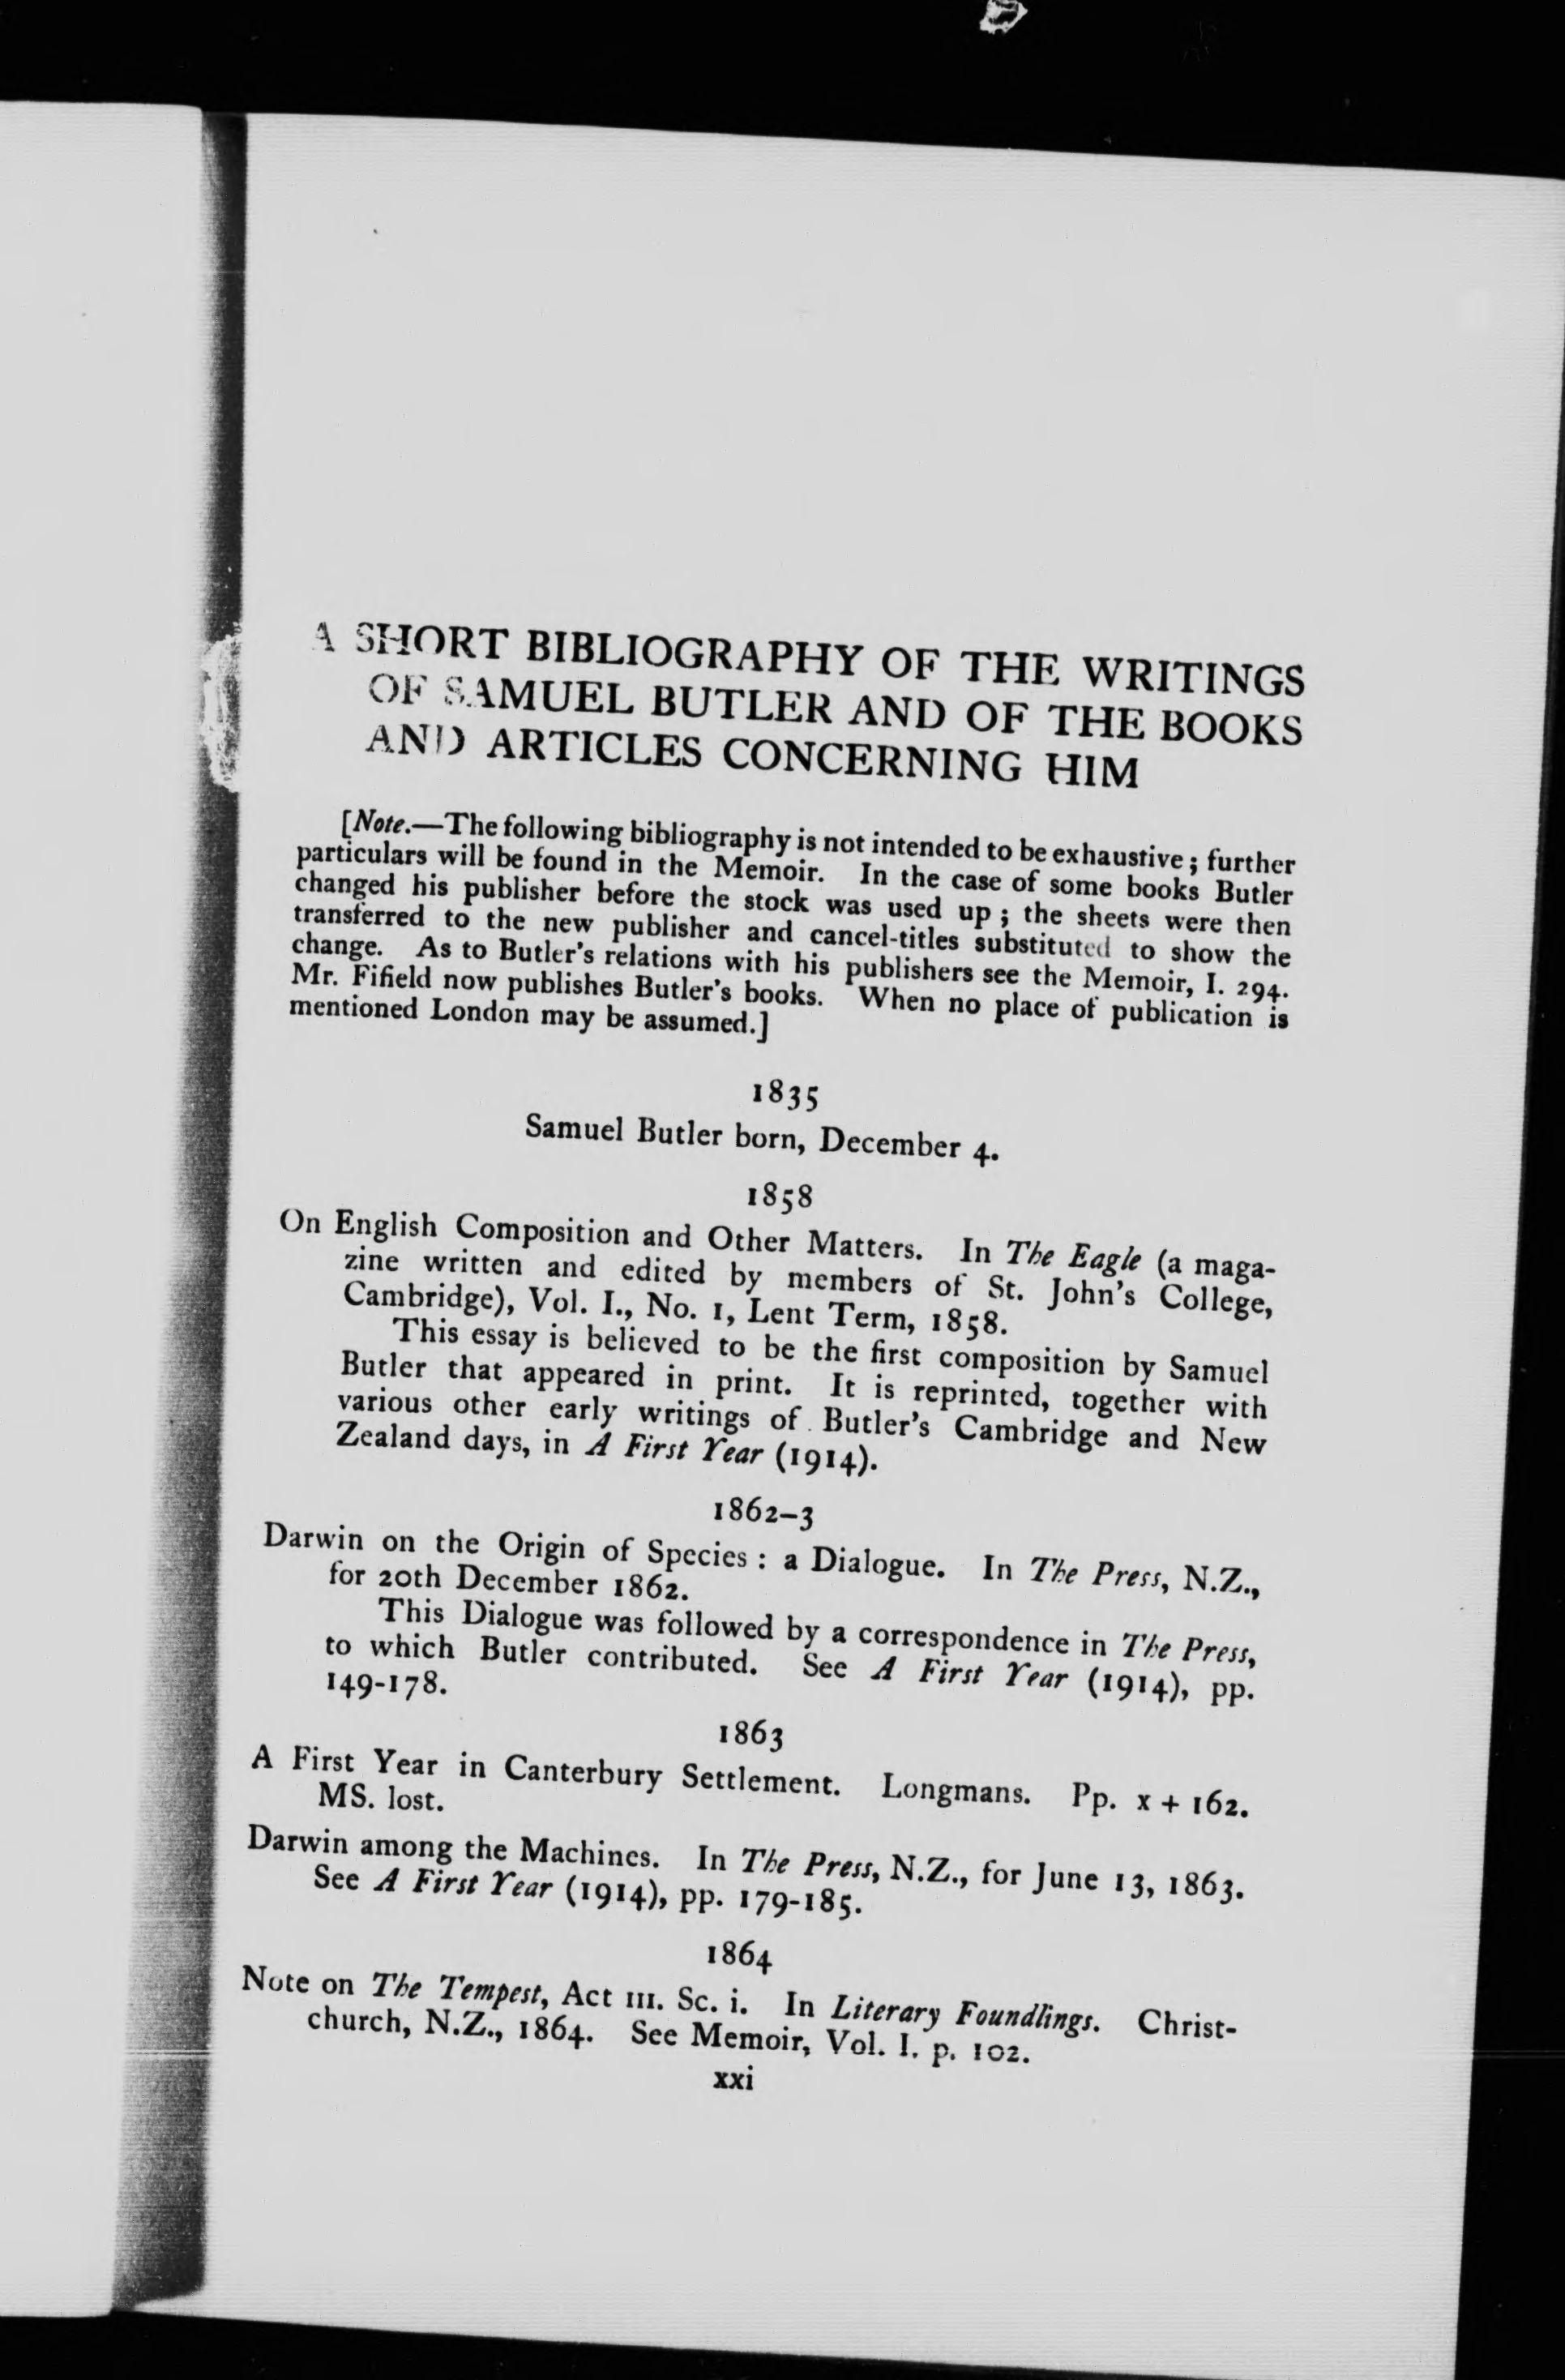 A SHORT BIBLIOGRAPHY OF THE WRITINGS
OF SAMUEL BUTLER AND OF THE BOOKS
AND ARTICLES CONCERNING HIM
[Note.—The following bibliography is not intended to be exhaustive; further
particulars will be found in the Memoir. In the case of some books Butler
changed his publisher before the stock was used up; the sheets were then
transferred to the new publisher and cancel-titles substituted to show the
change. As to Butler's relations with his publishers see the Memoir, I. 294.
Mr. Fifield now publishes Butler's books. When no place of publication is
mentioned London may be assumed.]
1835
Samuel Butler born, December 4.
1858
On English Composition and Other Matters. In The Eagle (a maga-
zine written and edited by members of St. John's College,
Cambridge), Vol. I., No. 1, Lent Term, 1858.
This essay is believed to be the first composition by Samuel
Butler that appeared in print. It is reprinted, together with
various other early writings of Butler's Cambridge and New
Zealand days, in A First Year (1914).
1862-3
Darwin on the Origin of Species: a Dialogue. In The Press, N.Z.,
for 20th December 1862.
This Dialogue was followed by a correspondence in The Press,
to which Butler contributed. See A First Year (1914), pp.
149-178.
1863
A First Year in Canterbury Settlement. Longmans. Pp. x + 162.
MS. lost.
Darwin among the Machines. In The Press, N.Z., for June 13, 1863.
See A First Year (1914), pp. 179-185.
1864
Note on The Tempest, Act III. Sc. i. In Literary Foundlings. Christ-
church, N.Z., 1864. See Memoir, Vol. I. p. 102.
xxi